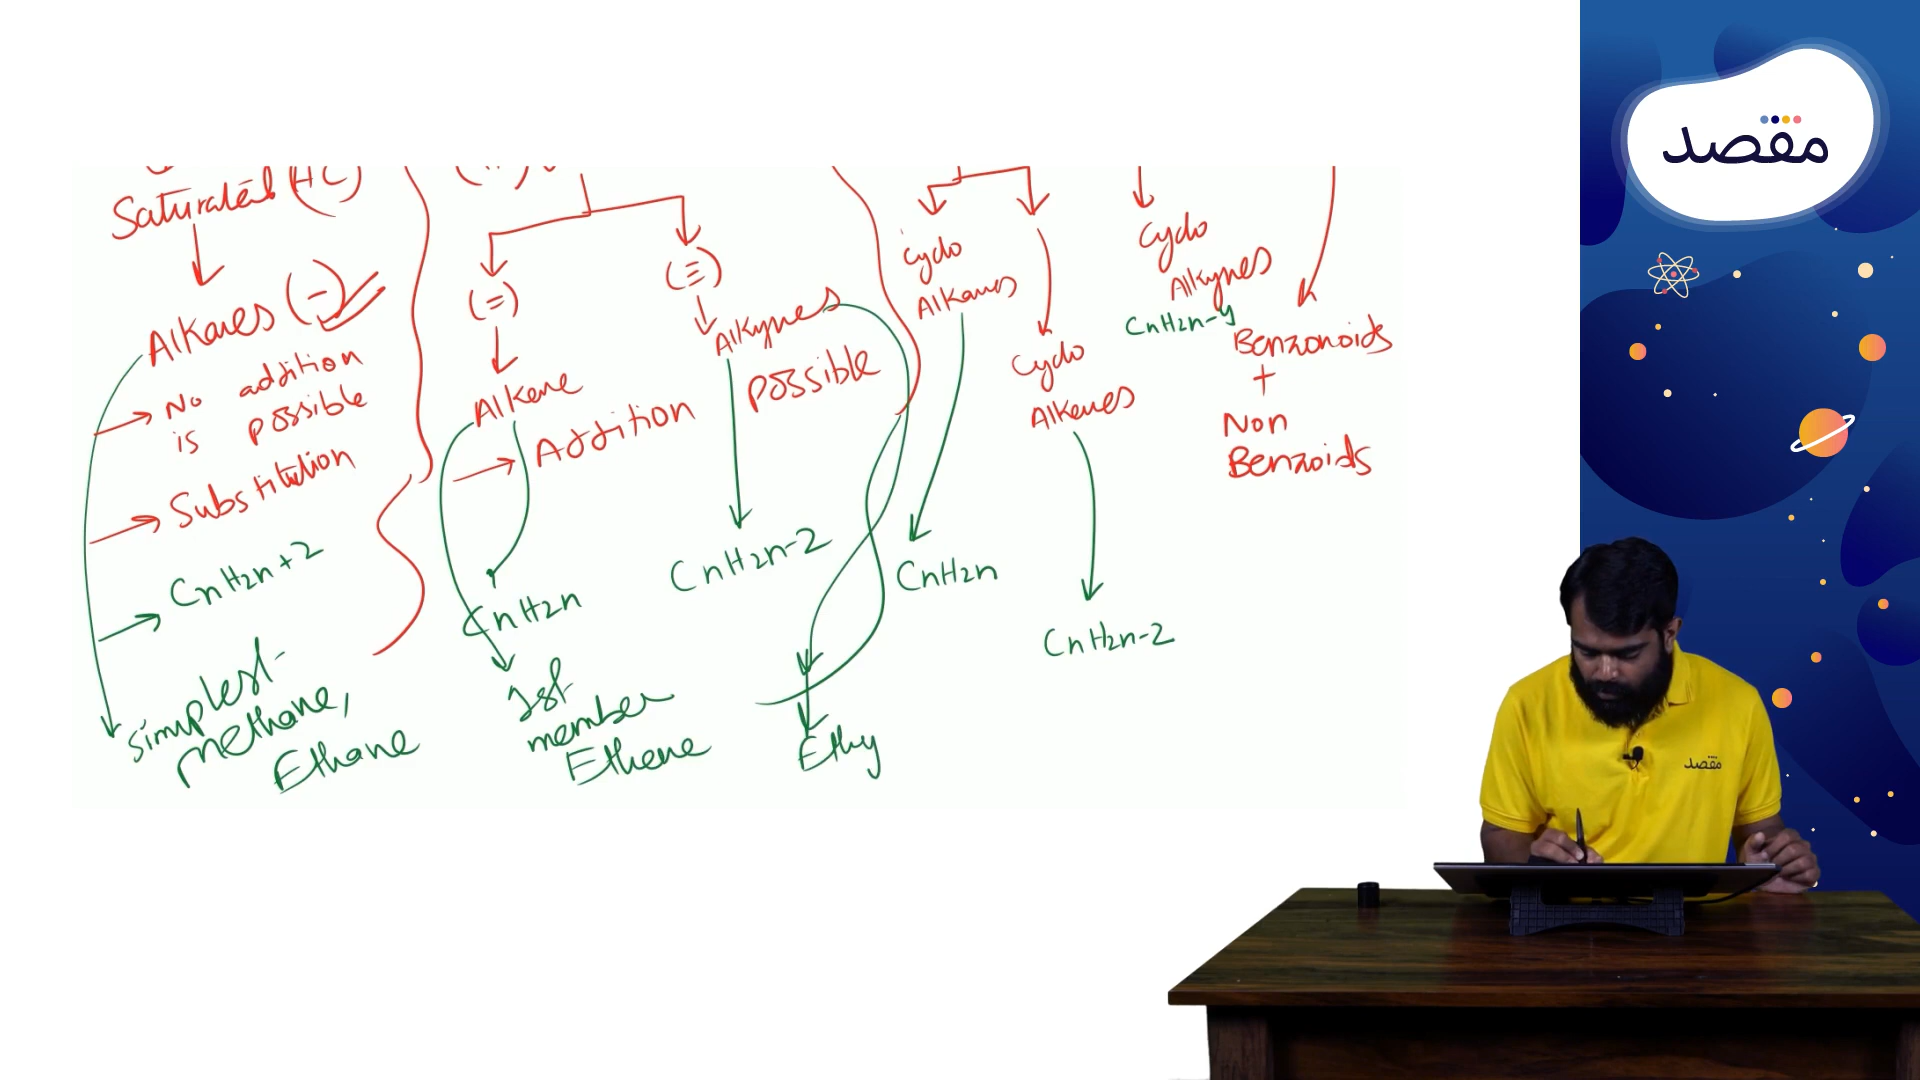 Saturated (HC)
Alkanes (-)
→ No addition
is possible
→ Substitution
→ CnH2n+2
simplest-
methane,
Ethane
(=)
Alkene
→ Addition
CnH2n
1st
member
Ethene
(≡)
Alkynes
possible
CnH2n-2
Ethy
Cyclo
Alkanes
CnH2n
Cyclo
Alkenes
CnH2n-2
Cyclo
Alkynes
CnH2n-4
Benzonoids
+
Non
Benzoids
مقصد
مقصد